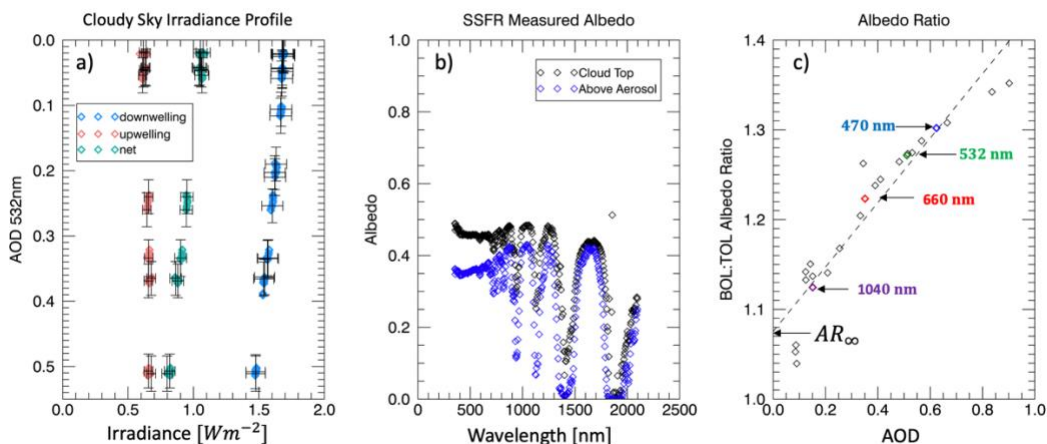 Cloudy Sky Irradiance Profile
a)
downwelling
upwelling
net
AOD 532nm
0.0
0.1
0.2
0.3
0.4
0.5
0.0 0.5 1.0 1.5 2.0
Irradiance [Wm⁻²]
SSFR Measured Albedo
b)
Cloud Top
Above Aerosol
Albedo
1.0
0.8
0.6
0.4
0.2
0.0
0 500 1000 1500 2000 2500
Wavelength [nm]
Albedo Ratio
c)
470 nm
532 nm
660 nm
1040 nm
AR∞
BOL:TOL Albedo Ratio
1.4
1.3
1.2
1.1
1.0
0.0 0.2 0.4 0.6 0.8 1.0
AOD